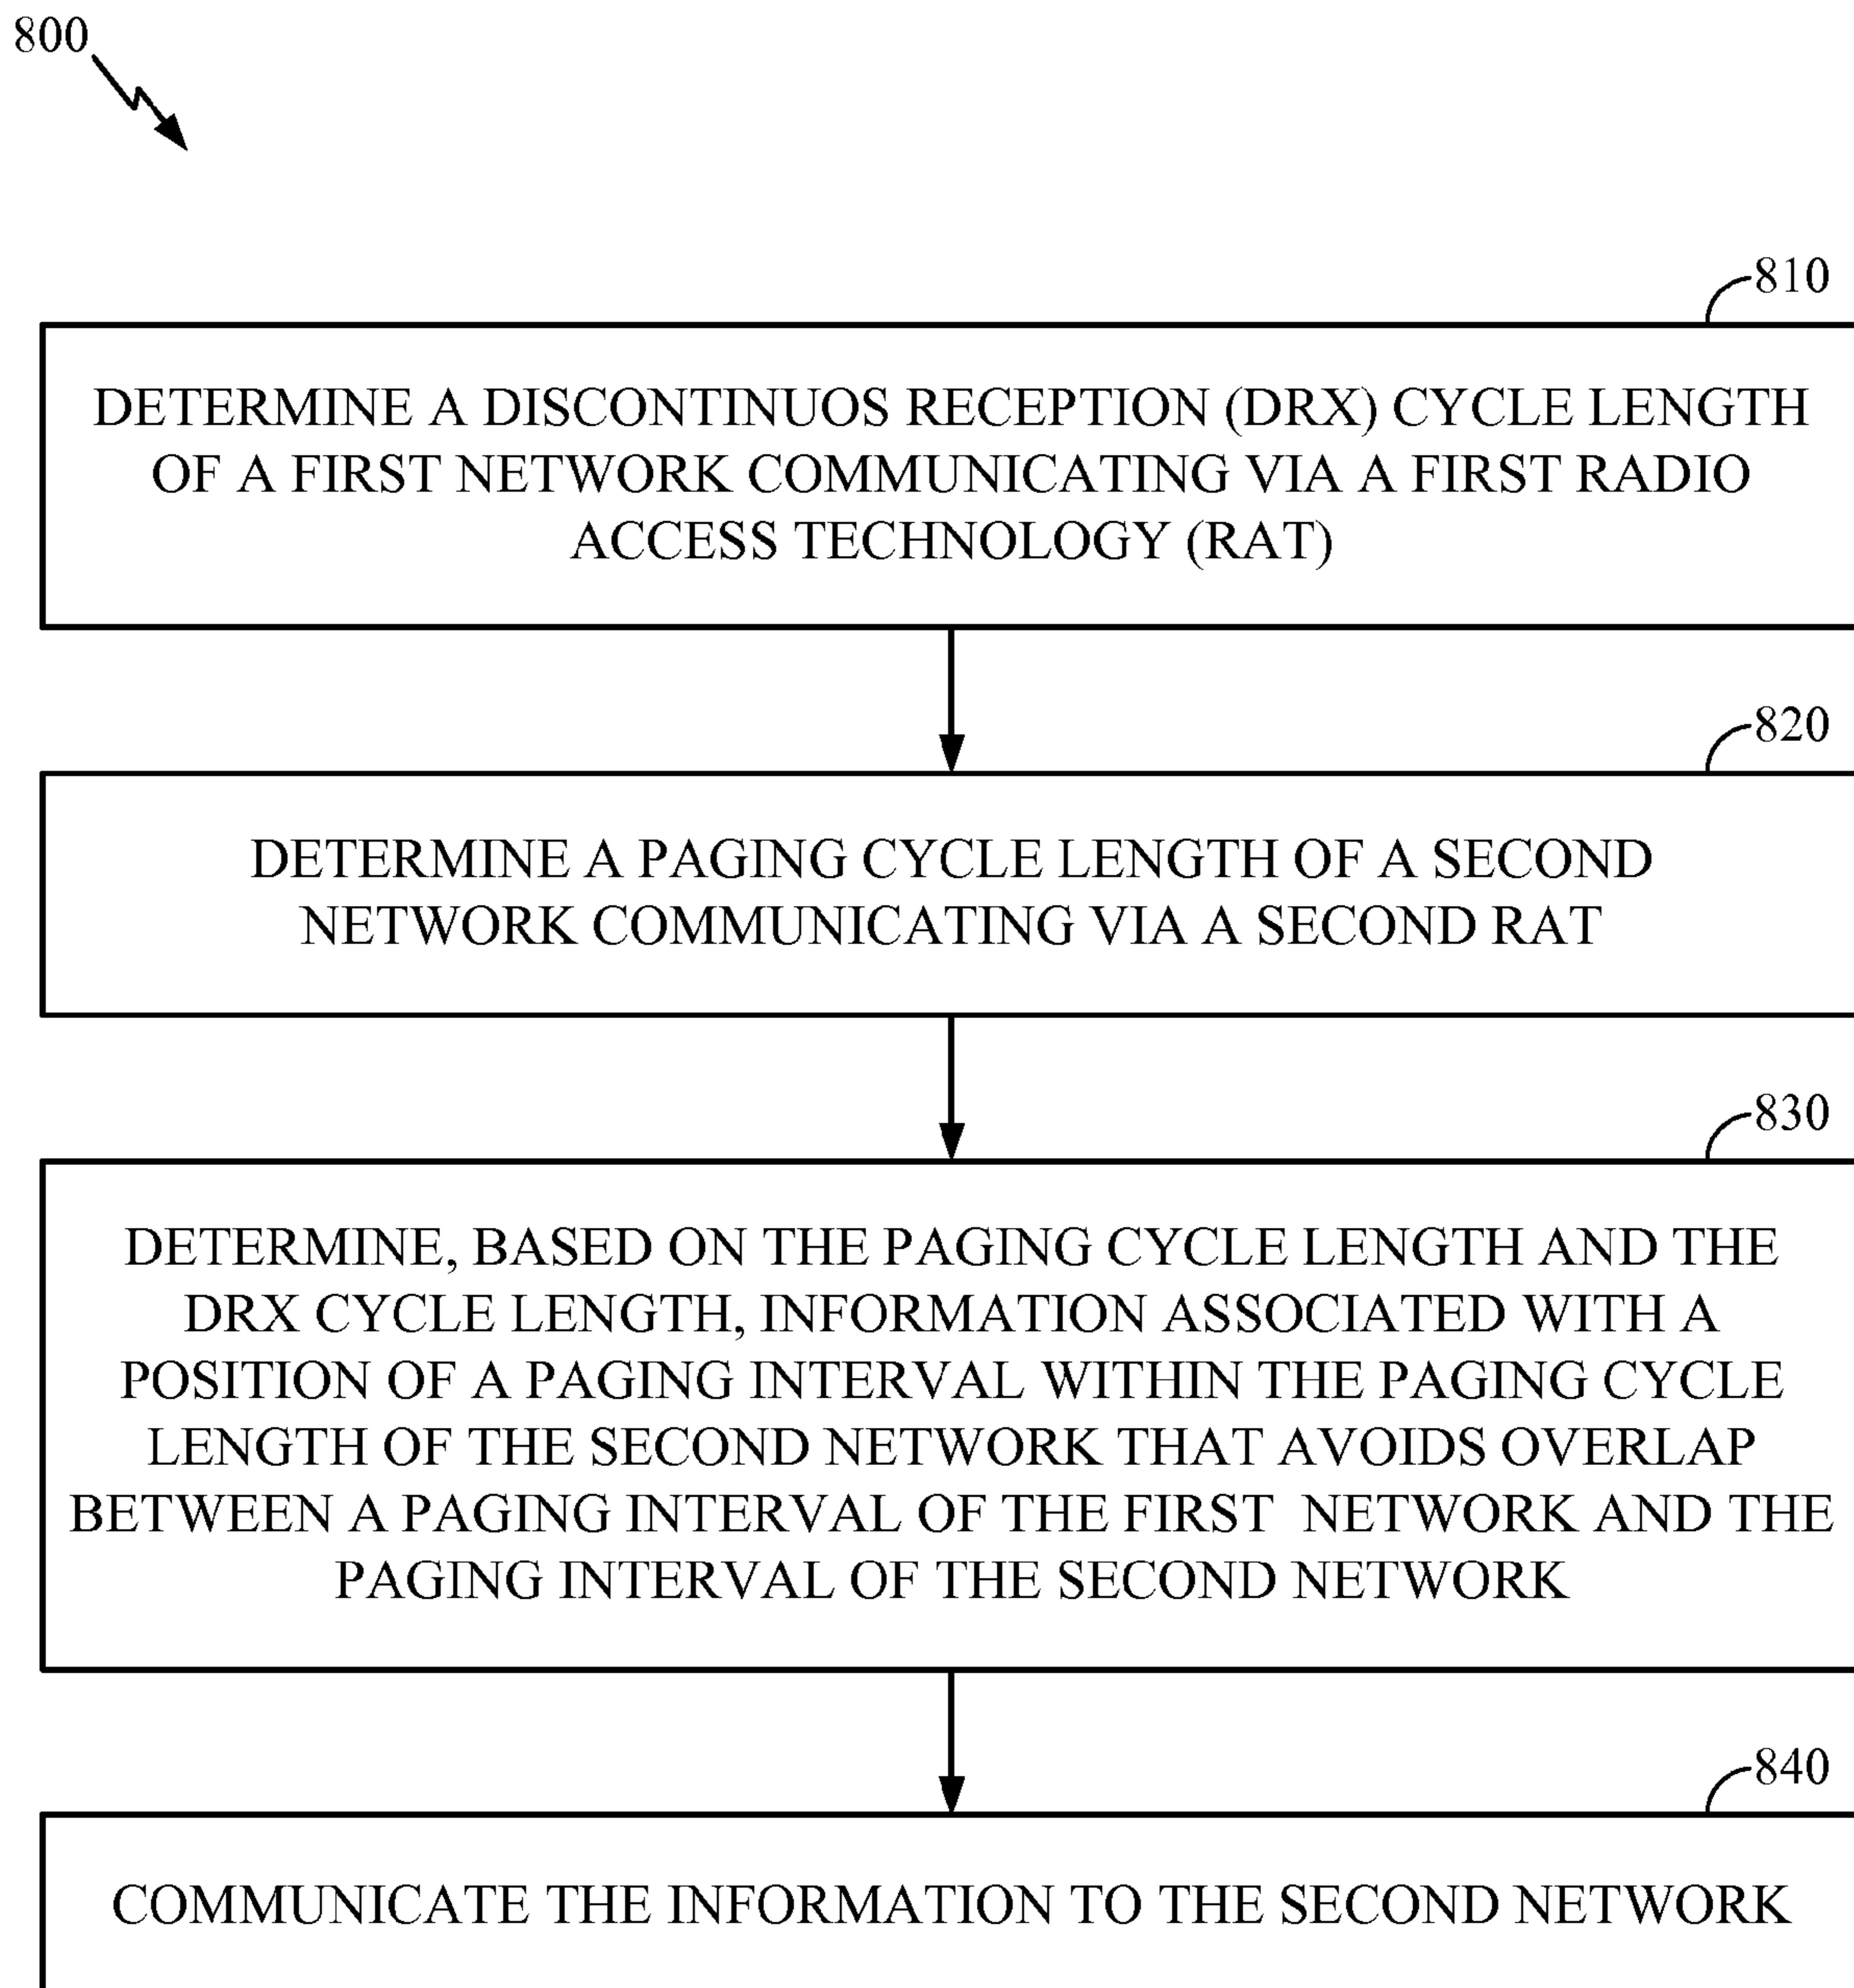 800
810
DETERMINE A DISCONTINUOS RECEPTION (DRX) CYCLE LENGTH
OF A FIRST NETWORK COMMUNICATING VIA A FIRST RADIO
ACCESS TECHNOLOGY (RAT)
820
DETERMINE A PAGING CYCLE LENGTH OF A SECOND
NETWORK COMMUNICATING VIA A SECOND RAT
830
DETERMINE, BASED ON THE PAGING CYCLE LENGTH AND THE
DRX CYCLE LENGTH, INFORMATION ASSOCIATED WITH A
POSITION OF A PAGING INTERVAL WITHIN THE PAGING CYCLE
LENGTH OF THE SECOND NETWORK THAT AVOIDS OVERLAP
BETWEEN A PAGING INTERVAL OF THE FIRST NETWORK AND THE
PAGING INTERVAL OF THE SECOND NETWORK
840
COMMUNICATE THE INFORMATION TO THE SECOND NETWORK